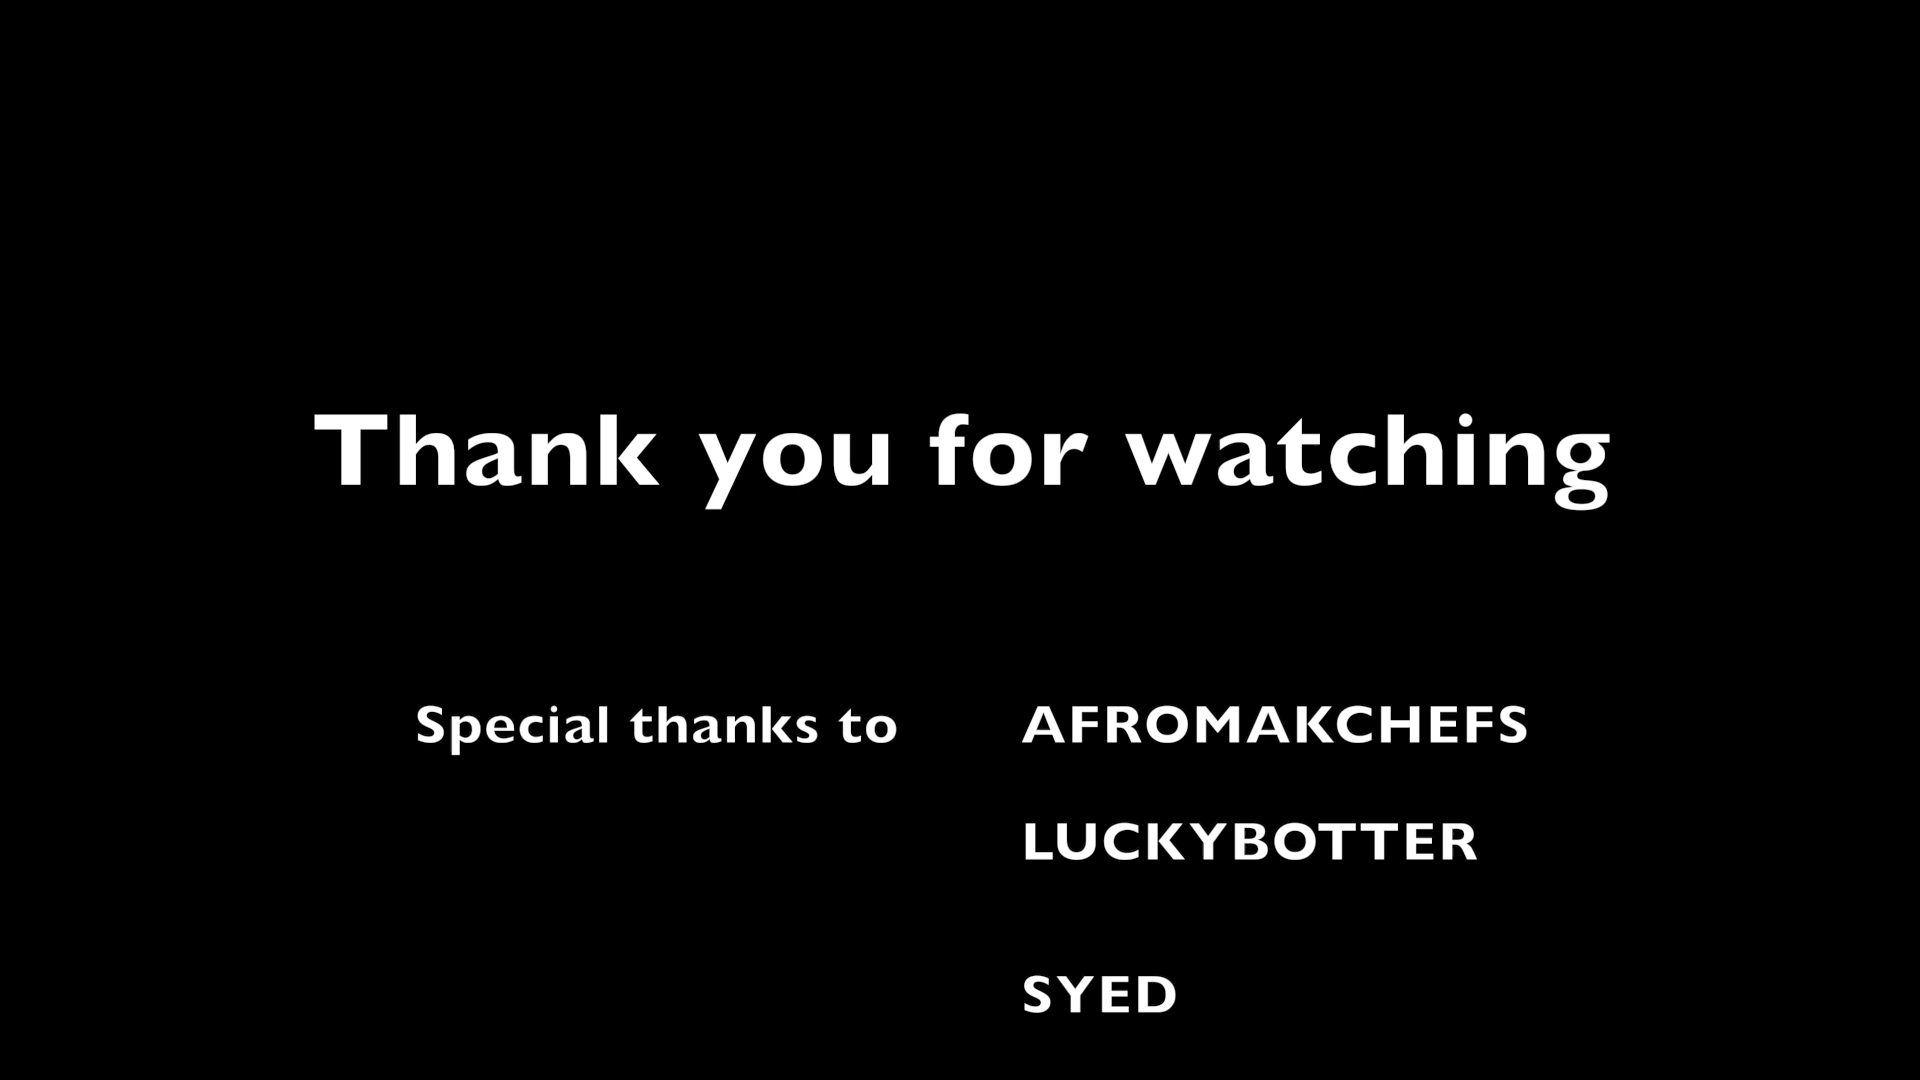 Thank you for watching
Special thanks to AFROMAKCHEFS
LUCKYBOTTER
SYED